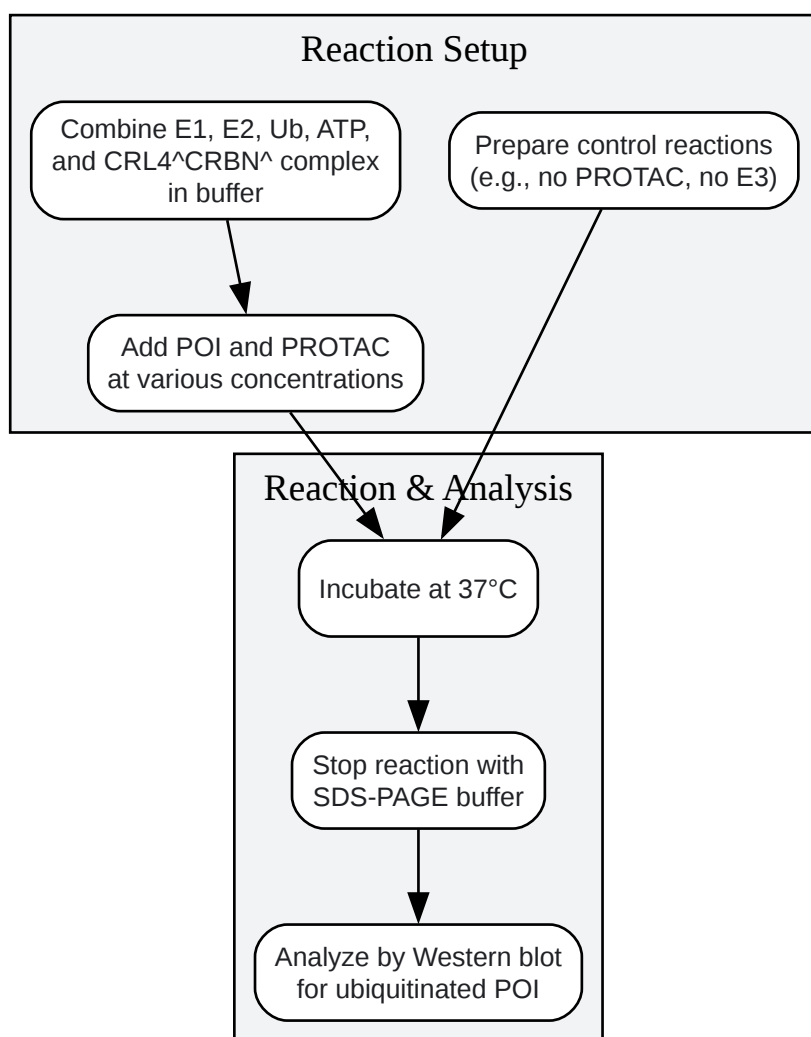 Reaction Setup
Combine E1, E2, Ub, ATP,
and CRL4^CRBN^ complex
in buffer
Prepare control reactions
(e.g., no PROTAC, no E3)
Add POI and PROTAC
at various concentrations
Reaction & Analysis
Incubate at 37°C
Stop reaction with
SDS-PAGE buffer
Analyze by Western blot
for ubiquitinated POI